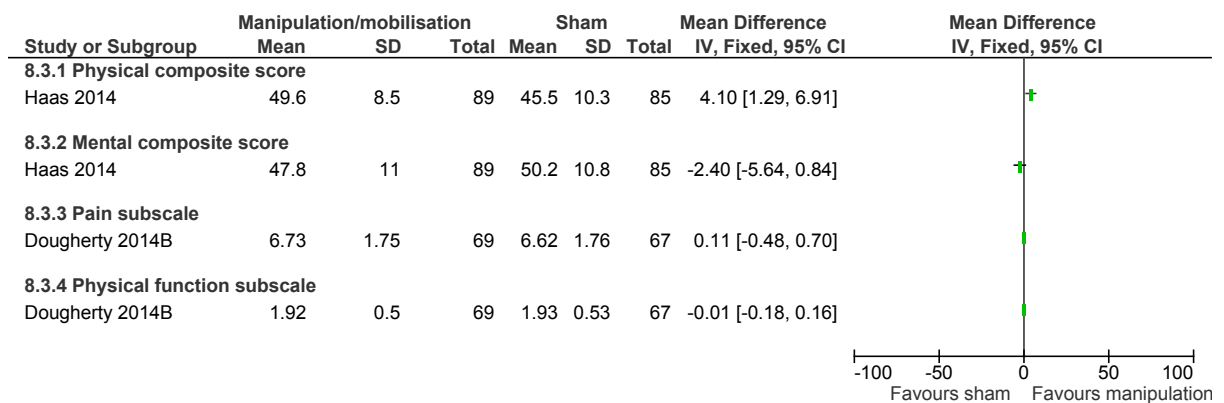 Manipulation/mobilisation Sham Mean Difference Mean Difference
Study or Subgroup Mean SD Total Mean SD Total IV, Fixed, 95% CI IV, Fixed, 95% CI
8.3.1 Physical composite score
Haas 2014 49.6 8.5 89 45.5 10.3 85 4.10 [1.29, 6.91]
8.3.2 Mental composite score
Haas 2014 47.8 11 89 50.2 10.8 85 -2.40 [-5.64, 0.84]
8.3.3 Pain subscale
Dougherty 2014B 6.73 1.75 69 6.62 1.76 67 0.11 [-0.48, 0.70]
8.3.4 Physical function subscale
Dougherty 2014B 1.92 0.5 69 1.93 0.53 67 -0.01 [-0.18, 0.16]
-100 -50 0 50 100
Favours sham Favours manipulation